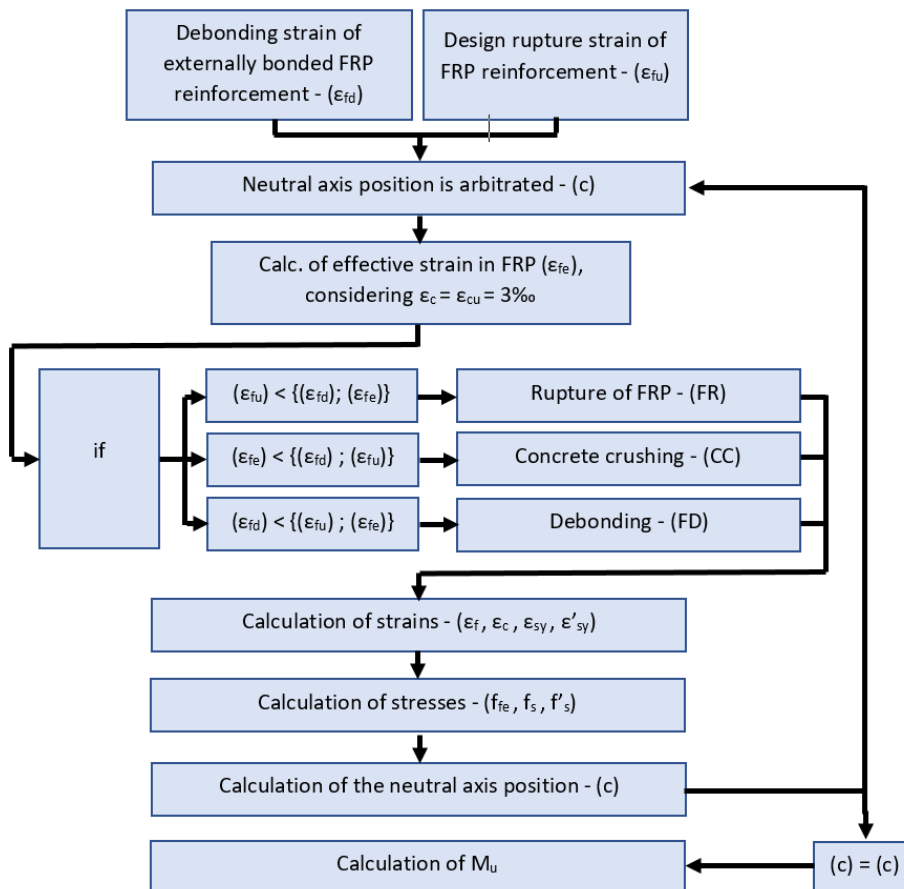 Debonding strain of
externally bonded FRP
reinforcement - (εfd)
Design rupture strain of
FRP reinforcement - (εfu)
Neutral axis position is arbitrated - (c)
Calc. of effective strain in FRP (εfe),
considering εc = εcu = 3‰
if
(εfu) < {(εfd); (εfe)}
Rupture of FRP - (FR)
(εfe) < {(εfd) ; (εfu)}
Concrete crushing - (CC)
(εfd) < {(εfu) ; (εfe)}
Debonding - (FD)
Calculation of strains - (εf , εc , εsy , ε’sy)
Calculation of stresses - (ffe , fs , f’s)
Calculation of the neutral axis position - (c)
Calculation of Mu
(c) = (c)